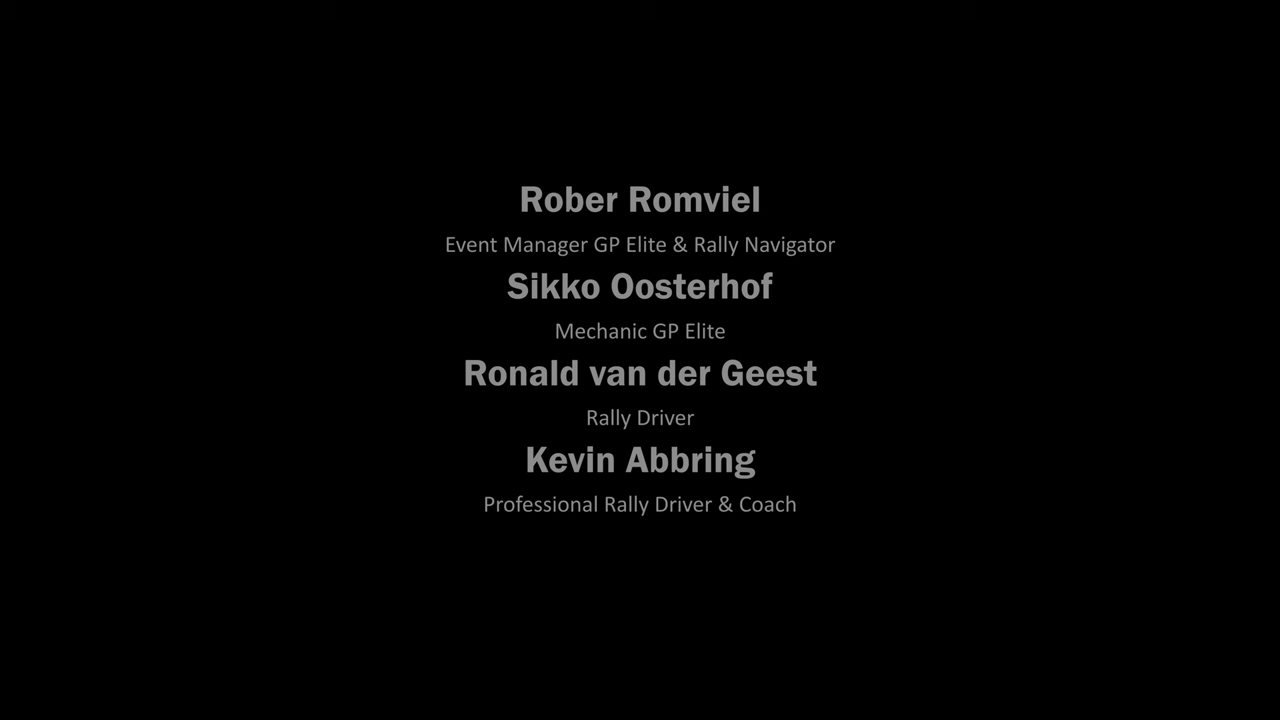 Rober Romviel
Event Manager GP Elite & Rally Navigator
Sikko Oosterhof
Mechanic GP Elite
Ronald van der Geest
Rally Driver
Kevin Abbring
Professional Rally Driver & Coach